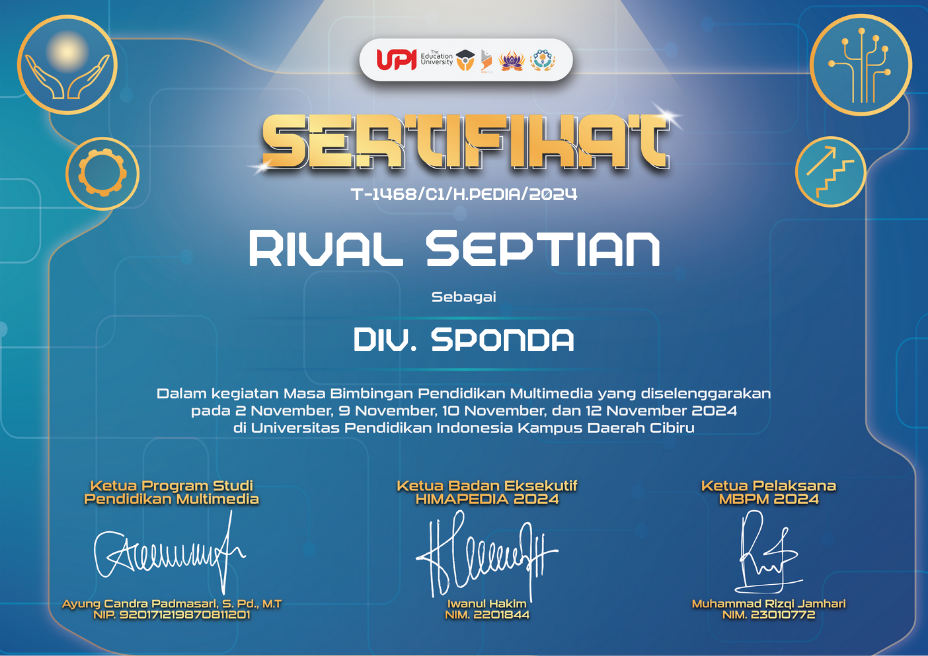 UPI The Education University
SERTIFIKAT
T-1468/C1/H.PEDIA/2024
RIVAL SEPTIAN
Sebagai
DIV. SPONDA
Dalam kegiatan Masa Bimbingan Pendidikan Multimedia yang diselenggarakan
pada 2 November, 9 November, 10 November, dan 12 November 2024
di Universitas Pendidikan Indonesia Kampus Daerah Cibiru
Ketua Program Studi
Pendidikan Multimedia
Ayung Candra Padmasari, S. Pd., M.T
NIP. 920171219870811201
Ketua Badan Eksekutif
HIMAPEDIA 2024
Iwanul Hakim
NIM. 2201844
Ketua Pelaksana
MBPM 2024
Muhammad Rizqi Jamhari
NIM. 23010772